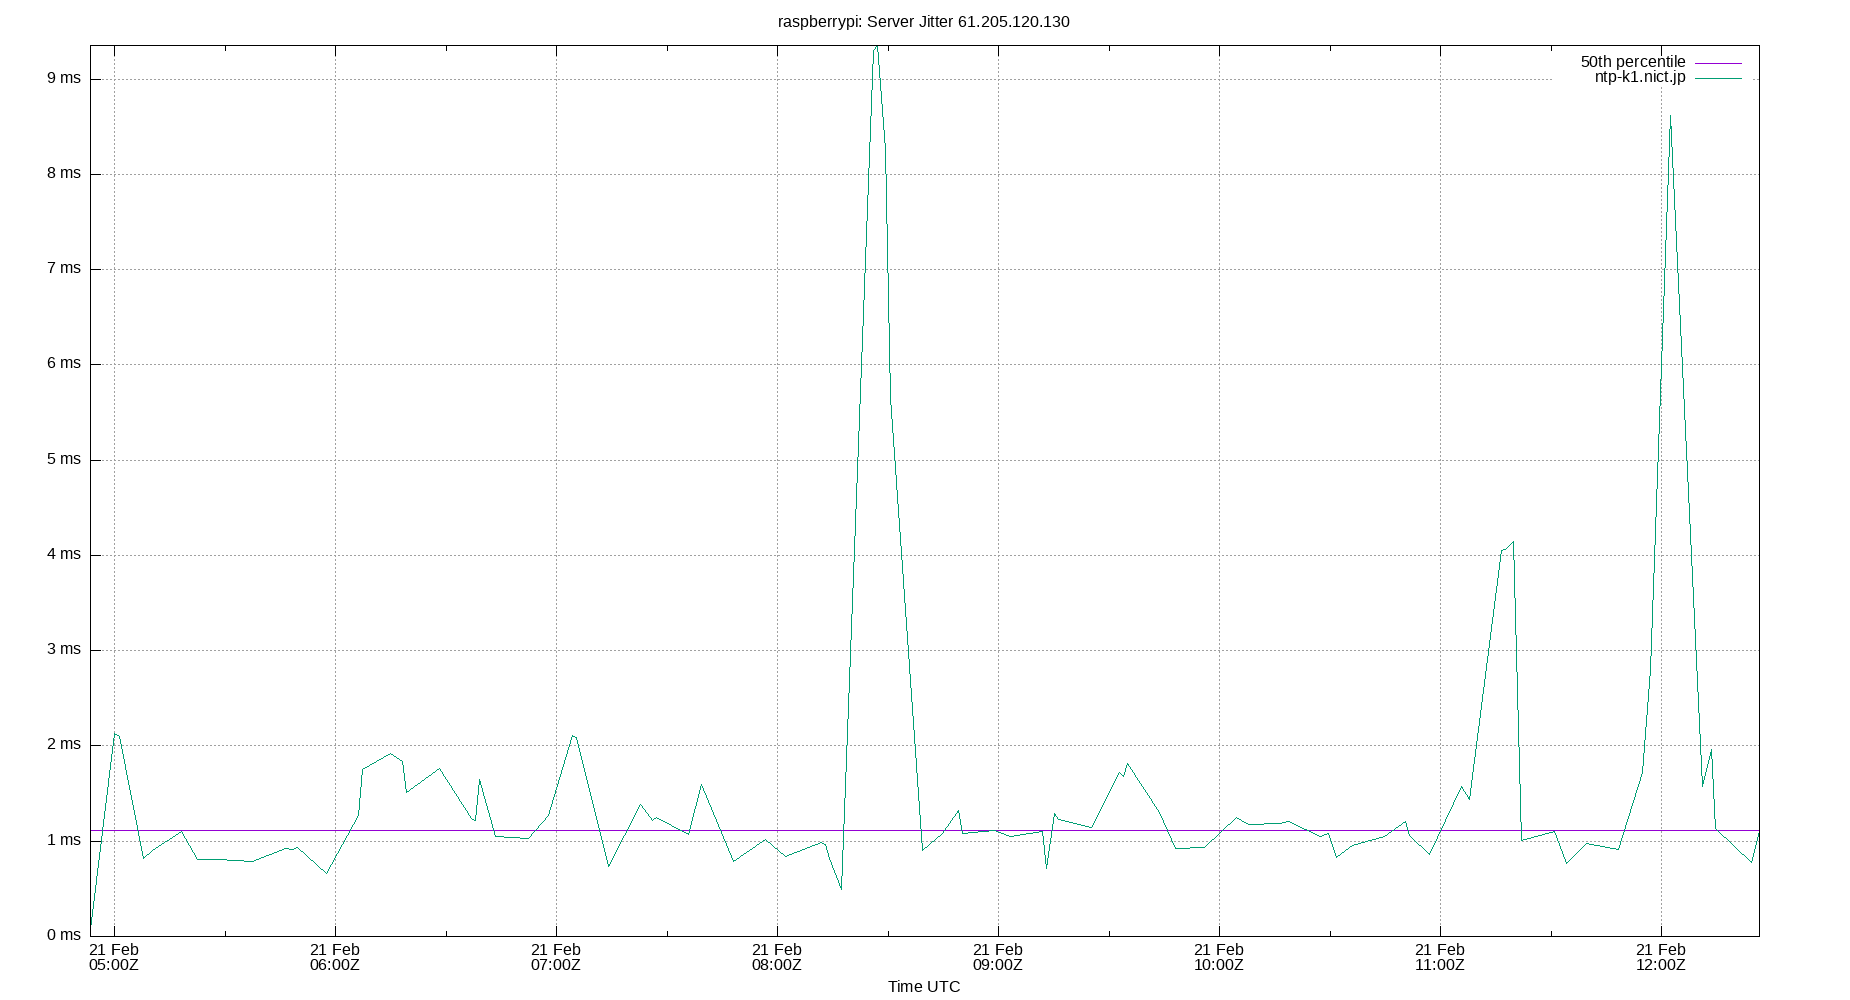 raspberrypi: Server Jitter 61.205.120.130
50th percentile
ntp-k1.nict.jp
9 ms
8 ms
7 ms
6 ms
5 ms
4 ms
3 ms
2 ms
1 ms
0 ms
21 Feb 21 Feb 21 Feb 21 Feb 21 Feb 21 Feb 21 Feb 21 Feb
05:00Z 06:00Z 07:00Z 08:00Z 09:00Z 10:00Z 11:00Z 12:00Z
Time UTC